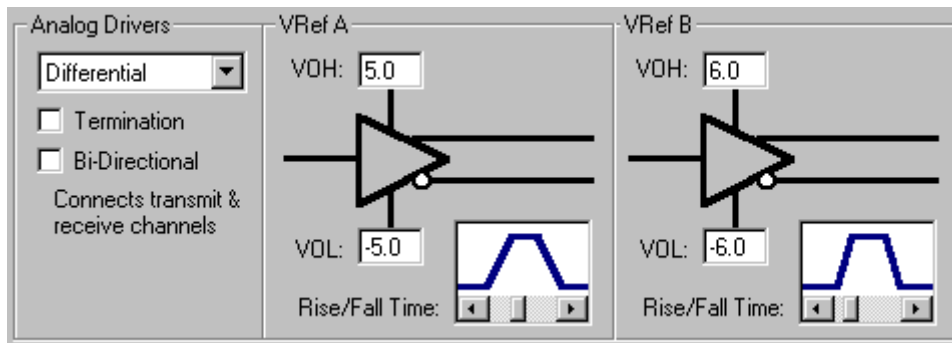 Analog Drivers
Differential
Termination
Bi-Directional
Connects transmit &
receive channels
VRef A
VOH: 5.0
VOL: -5.0
Rise/Fall Time:
VRef B
VOH: 6.0
VOL: -6.0
Rise/Fall Time: